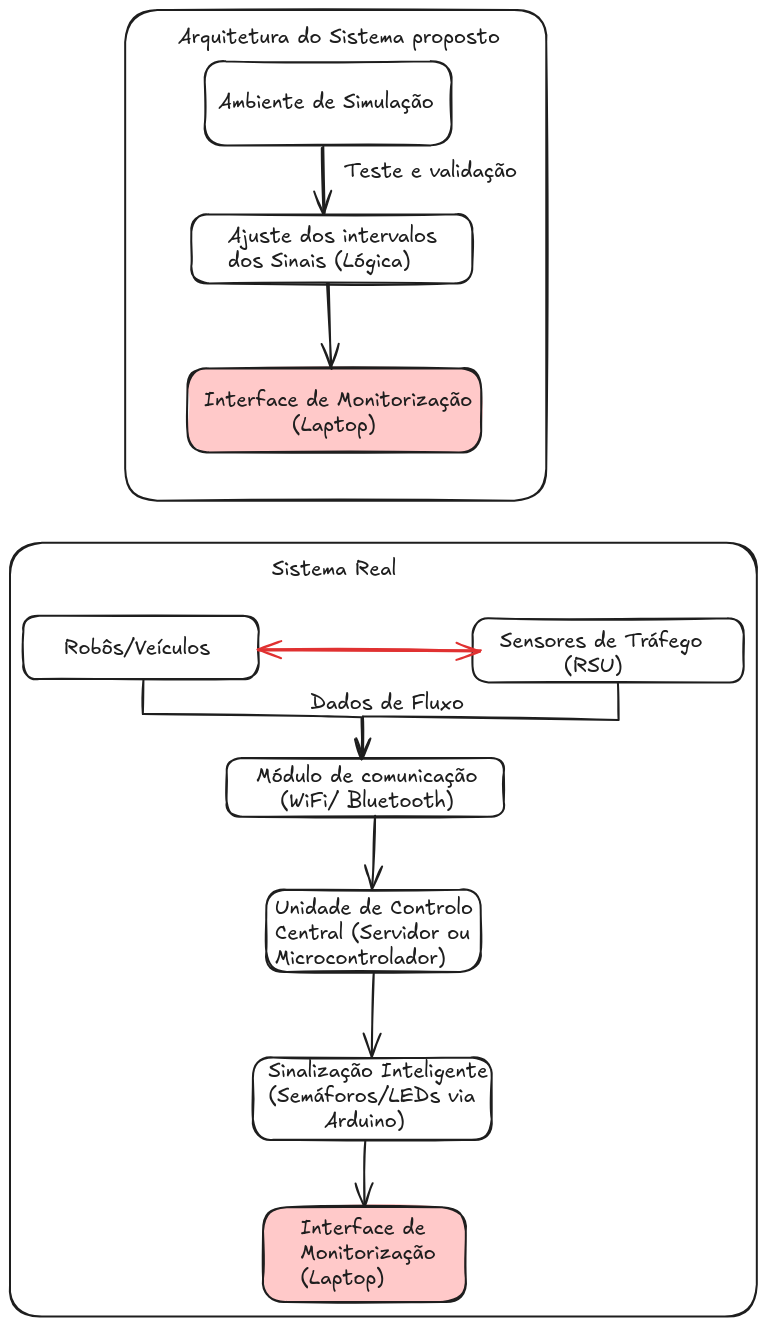 Arquitetura do Sistema proposto
Ambiente de Simulação
Teste e validação
Ajuste dos intervalos
dos Sinais (Lógica)
Interface de Monitorização
(Laptop)
Sistema Real
Robôs/Veículos
Sensores de Tráfego
(RSU)
Dados de Fluxo
Módulo de comunicação
(WiFi/ Bluetooth)
Unidade de Controlo
Central (Servidor ou
Microcontrolador)
Sinalização Inteligente
(Semáforos/LEDs via
Arduino)
Interface de
Monitorização
(Laptop)